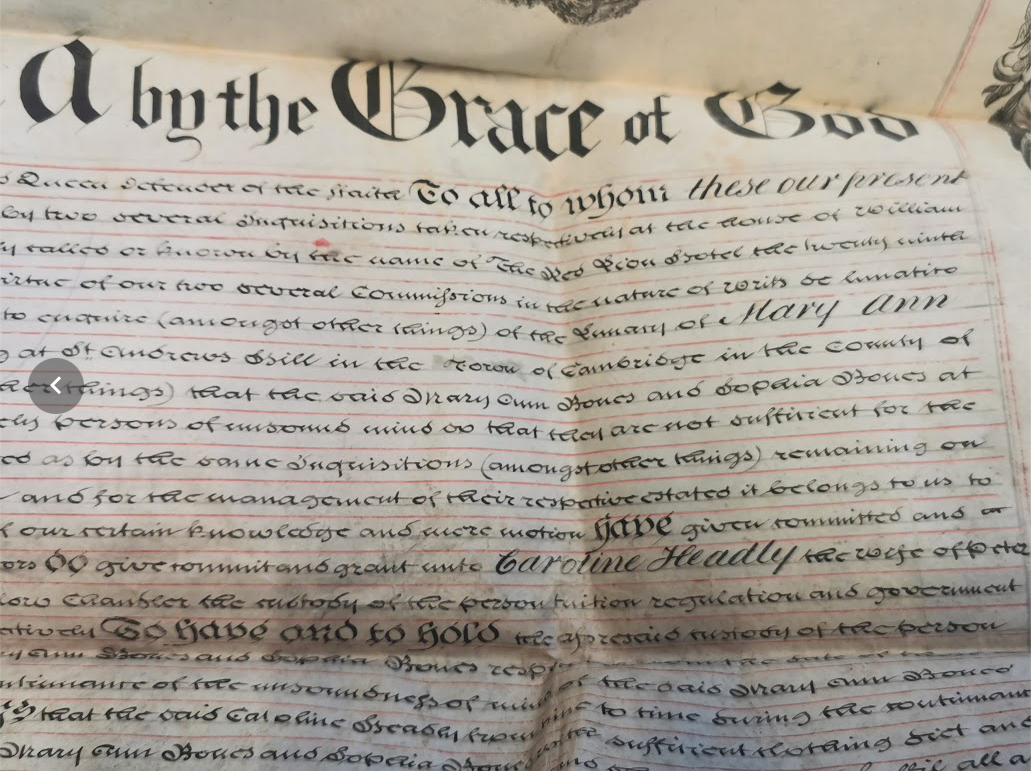 A by the Grace of God
Queen Defender of the Faith To all to whom these our present
by two several Inquisitions taken respectively at the house of William
called or known by the name of The Red Lion Hotel the twenty ninth
virtue of our two several Commissions in the nature of writs de lunatico
to enquire (amongst other things) of the Lunacy of Mary Ann
at St Andrews Hill in the Town of Cambridge in the County of
things) that the said Mary Ann Bones and Sophia Bones at
persons of unsound mind so that they are not sufficient for the
as by the same Inquisitions (amongst other things) remaining on
and for the management of their respective estates it belongs to us to
our certain knowledge and mere motion have given committed and
Do give commit and grant unto Caroline Headly the wife of Peter
Chandler the custody of the person tuition regulation and government
To have and to hold the aforesaid custody of the person
Ann Bones and Sophia Bones
of the unsoundness of of the said Mary Ann Bones
that the said Caroline Headly to time during the
Mary Ann Bones and Sophia Bones sufficient clothing diet and
all